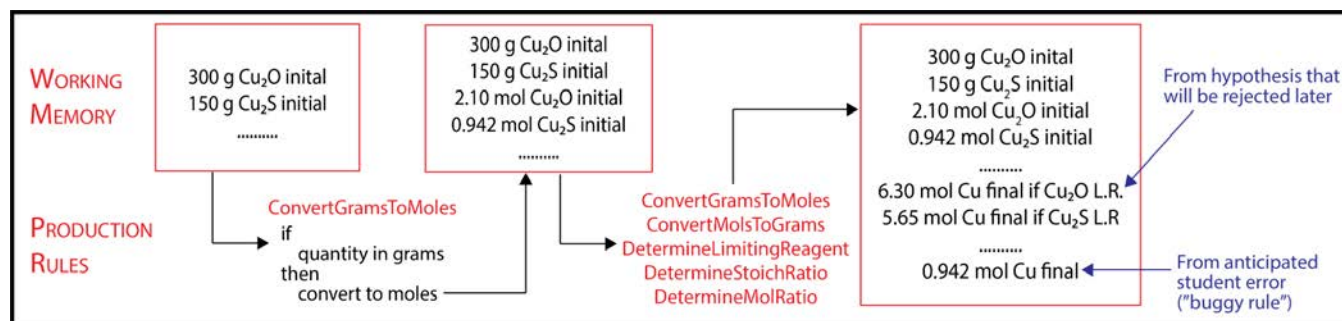 WORKING
MEMORY
300 g Cu₂O inital
150 g Cu₂S initial
..........
PRODUCTION
RULES
ConvertGramsToMoles
if
quantity in grams
then
convert to moles
300 g Cu₂O inital
150 g Cu₂S initial
2.10 mol Cu₂O initial
0.942 mol Cu₂S initial
..........
ConvertGramsToMoles
ConvertMolsToGrams
DetermineLimitingReagent
DetermineStoichRatio
DetermineMolRatio
300 g Cu₂O inital
150 g Cu₂S initial
2.10 mol Cu₂O initial
0.942 mol Cu₂S initial
..........
6.30 mol Cu final if Cu₂O L.R.
5.65 mol Cu final if Cu₂S L.R
..........
0.942 mol Cu final
From hypothesis that
will be rejected later
From anticipated
student error
("buggy rule")